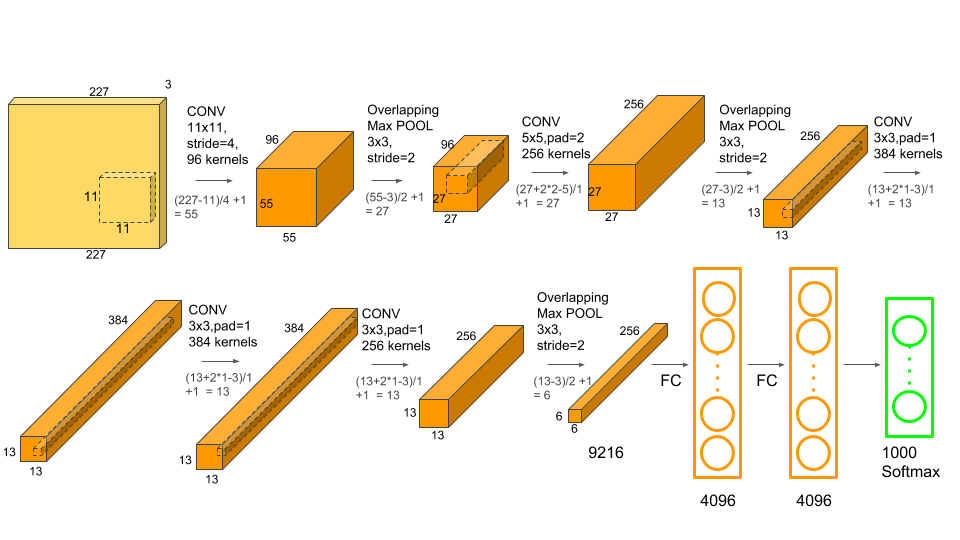 227
3
11
11
227
CONV
11x11,
stride=4,
96 kernels
(227-11)/4 +1
= 55
96
55
55
Overlapping
Max POOL
3x3,
stride=2
(55-3)/2 +1
= 27
96
27
27
CONV
5x5,pad=2
256 kernels
(27+2*2-5)/1
+1 = 27
256
27
27
Overlapping
Max POOL
3x3,
stride=2
(27-3)/2 +1
= 13
256
13
13
CONV
3x3,pad=1
384 kernels
(13+2*1-3)/1
+1 = 13
384
13
13
CONV
3x3,pad=1
384 kernels
(13+2*1-3)/1
+1 = 13
384
13
13
CONV
3x3,pad=1
256 kernels
(13+2*1-3)/1
+1 = 13
256
13
13
Overlapping
Max POOL
3x3,
stride=2
(13-3)/2 +1
= 6
256
6
6
9216
FC
4096
FC
4096
1000
Softmax